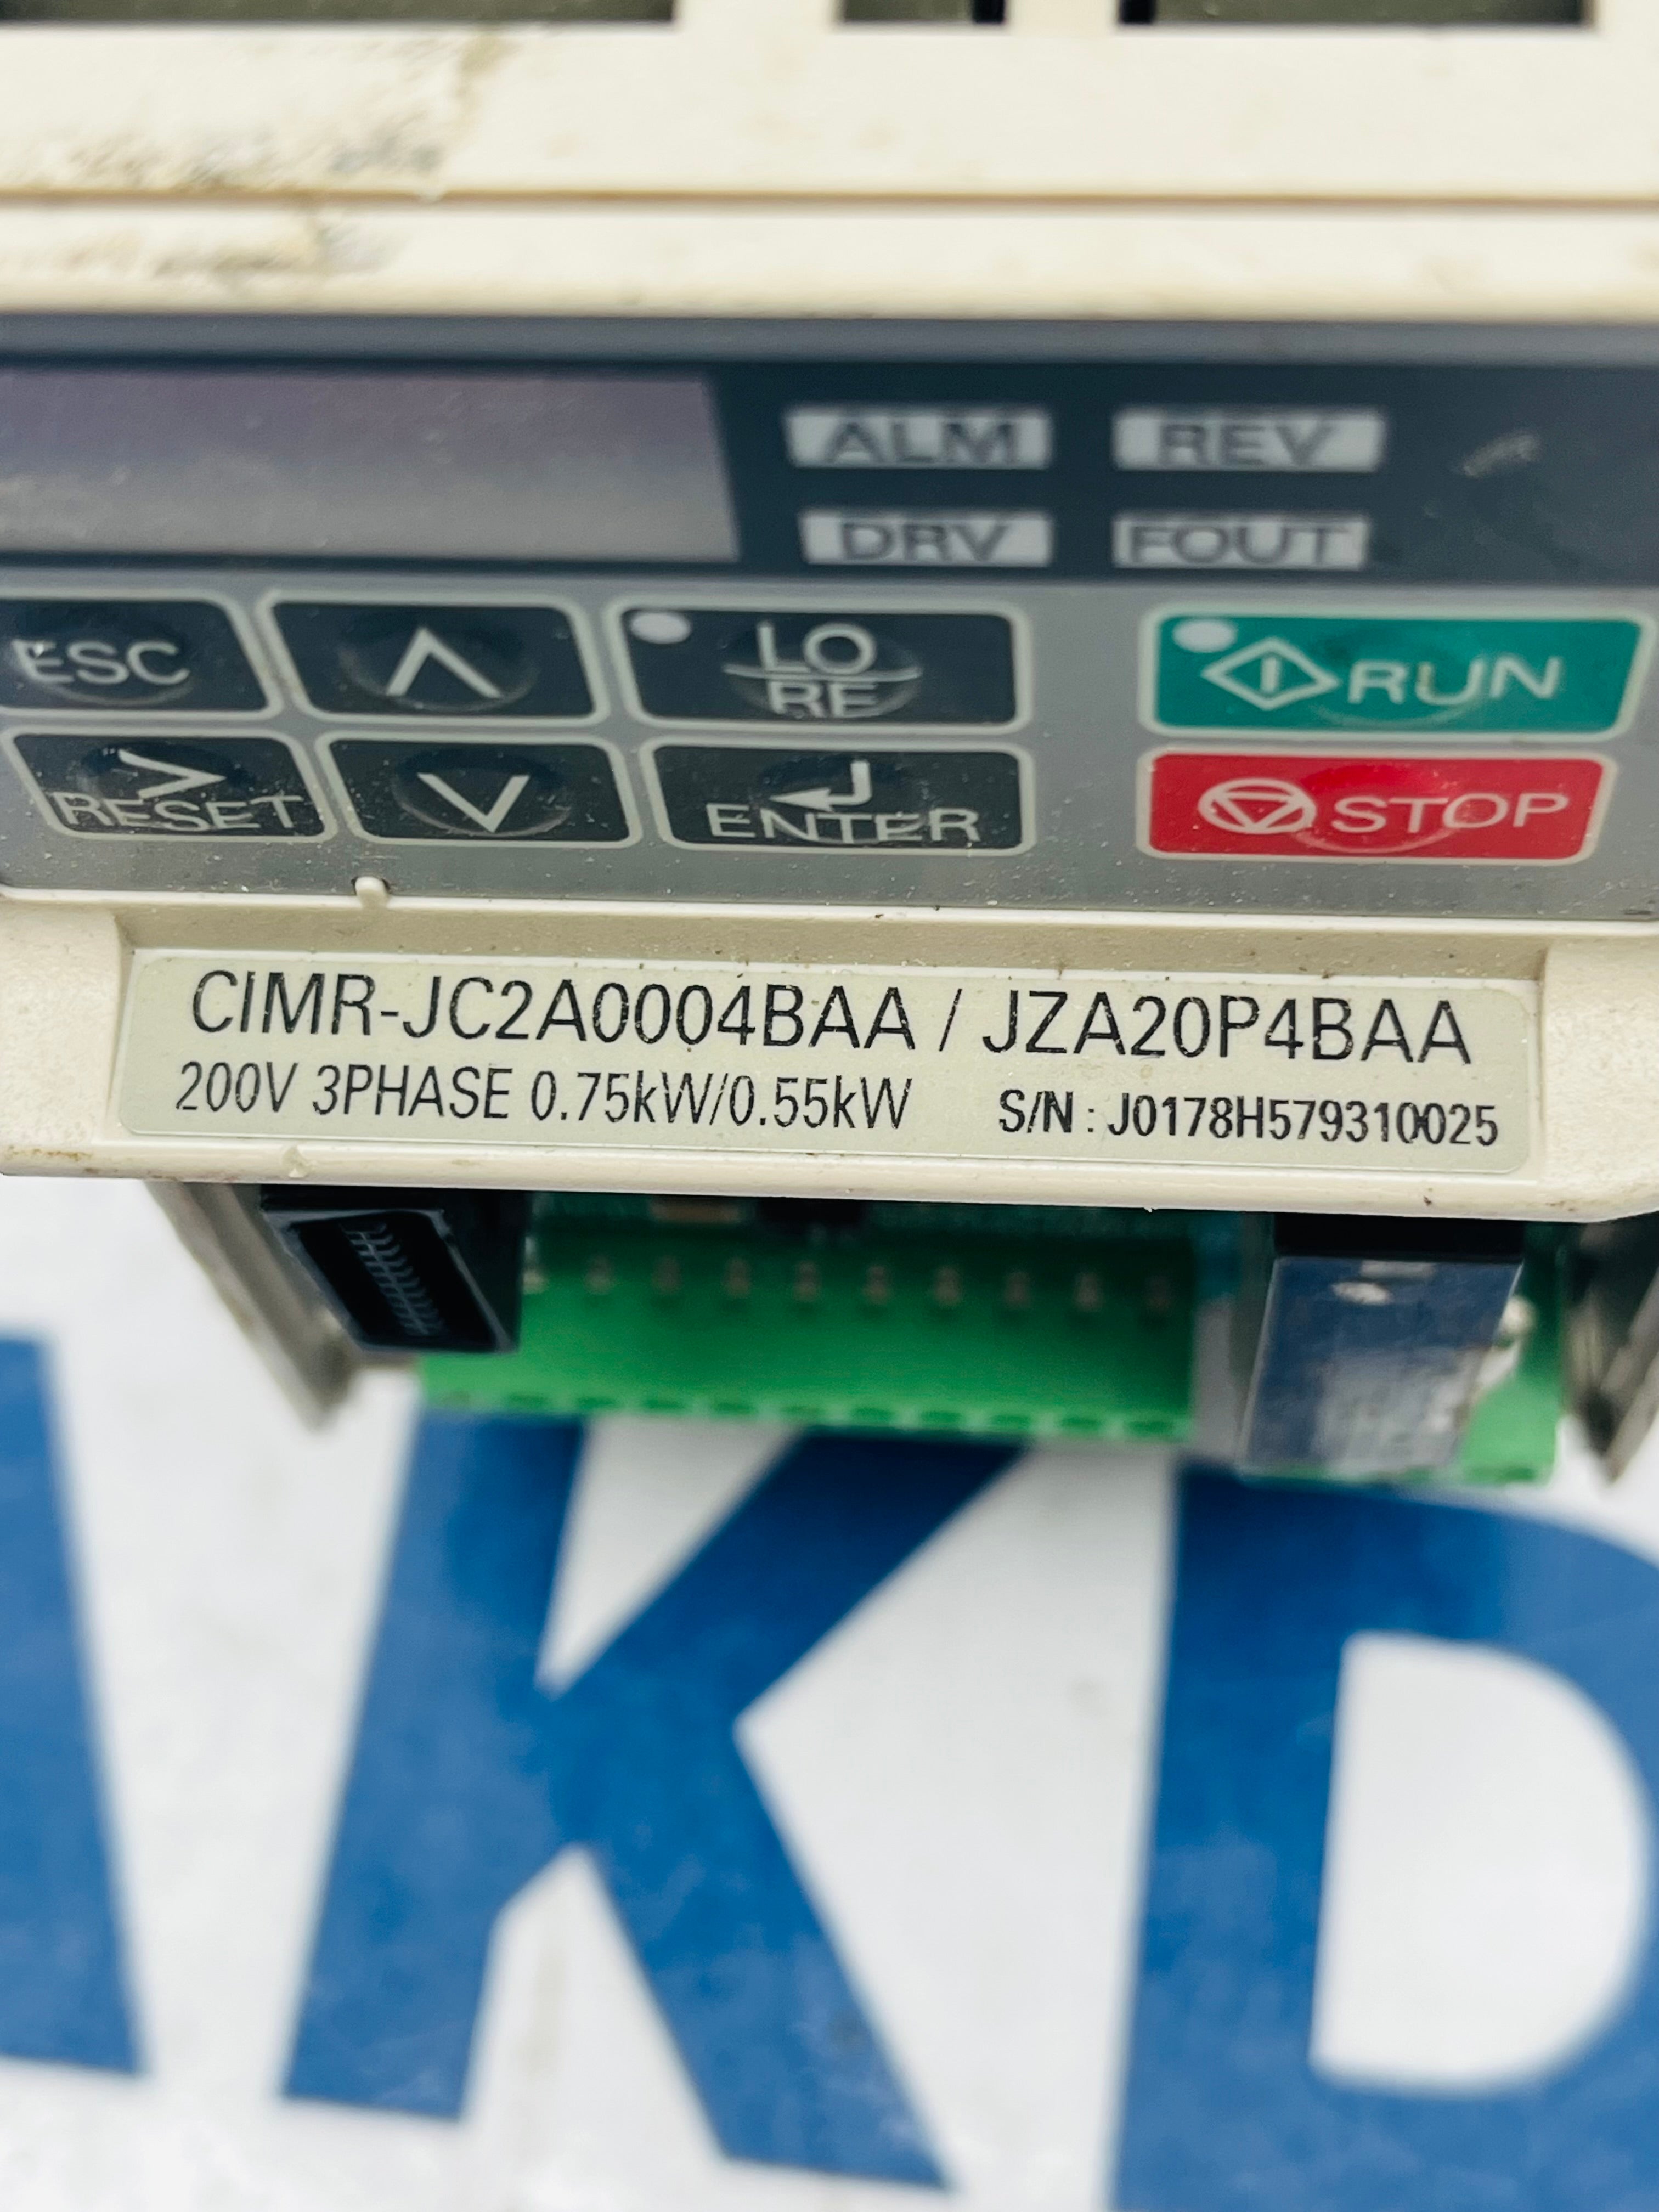 ALM REV
DRV FOUT
ESC LO RE RUN
RESET ENTER STOP
CIMR-JC2A0004BAA / JZA20P4BAA
200V 3PHASE 0.75kW/0.55kW S/N : J0178H579310025
KD